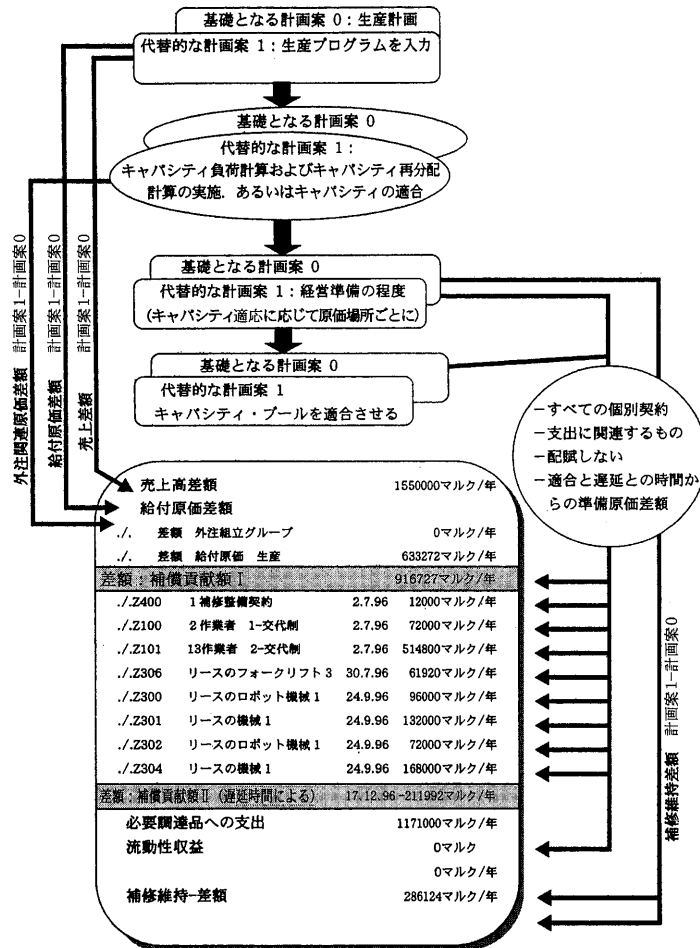 基礎となる計画案 0：生産計画
代替的な計画案 1：生産プログラムを入力
基礎となる計画案 0
代替的な計画案 1：
キャパシティ負荷計算およびキャパシティ再分配
計算の実施．あるいはキャパシティの適合
基礎となる計画案 0
代替的な計画案 1：経営準備の程度
(キャパシティ適応に応じて原価場所ごとに)
基礎となる計画案 0
代替的な計画案 1
キャパシティ・プールを適合させる
外注関連原価差額 計画案1-計画案0
給付原価差額 計画案1-計画案0
売上差額 計画案1-計画案0
－すべての個別契約
－支出に関連するもの
－配賦しない
－適合と遅延との時間か
らの準備原価差額
補修維持差額 計画案1-計画案0
売上高差額 1550000マルク/年
給付原価差額
./. 差額 外注組立グループ 0マルク/年
./. 差額 給付原価 生産 633272マルク/年
差額：補償貢献額Ⅰ 916727マルク/年
./.Z400 1補修整備契約 2.7.96 12000マルク/年
./.Z100 2作業者 1-交代制 2.7.96 72000マルク/年
./.Z101 13作業者 2-交代制 2.7.96 514800マルク/年
./.Z306 リースのフォークリフト3 30.7.96 61920マルク/年
./.Z300 リースのロボット機械1 24.9.96 96000マルク/年
./.Z301 リースの機械1 24.9.96 132000マルク/年
./.Z302 リースのロボット機械1 24.9.96 72000マルク/年
./.Z304 リースの機械1 24.9.96 168000マルク/年
差額：補償貢献額Ⅱ (遅延時間による) 17.12.96 -211992マルク/年
必要調達品への支出 1171000マルク/年
流動性収益 0マルク
0マルク/年
補修維持-差額 286124マルク/年